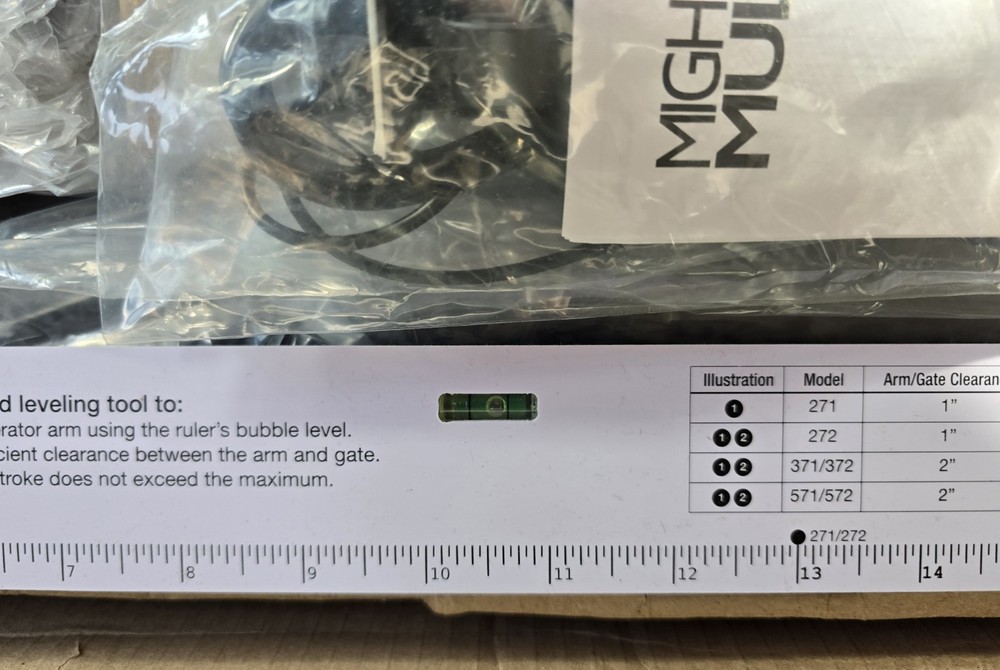 MIGH
MUL
d leveling tool to:
erator arm using the ruler's bubble level.
cient clearance between the arm and gate.
troke does not exceed the maximum.
Illustration Model Arm/Gate Clearan
1 271 1”
1 2 272 1”
1 2 371/372 2”
1 2 571/572 2”
271/272
7 8 9 10 11 12 13 14